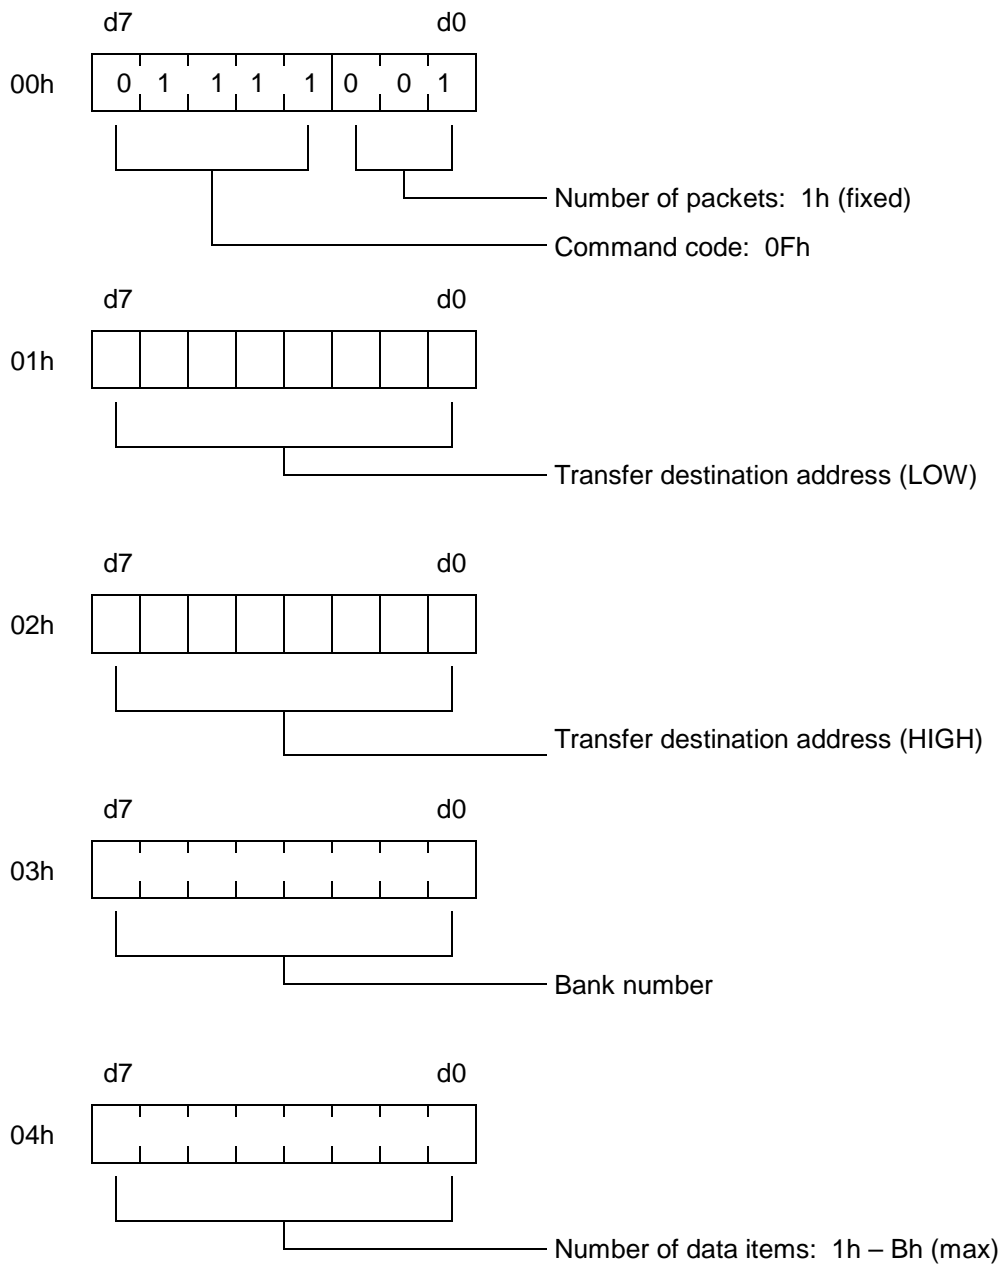 d7 d0
00h 0 1 1 1 1 0 0 1
Number of packets: 1h (fixed)
Command code: 0Fh
d7 d0
01h
Transfer destination address (LOW)
d7 d0
02h
Transfer destination address (HIGH)
d7 d0
03h
Bank number
d7 d0
04h
Number of data items: 1h – Bh (max)